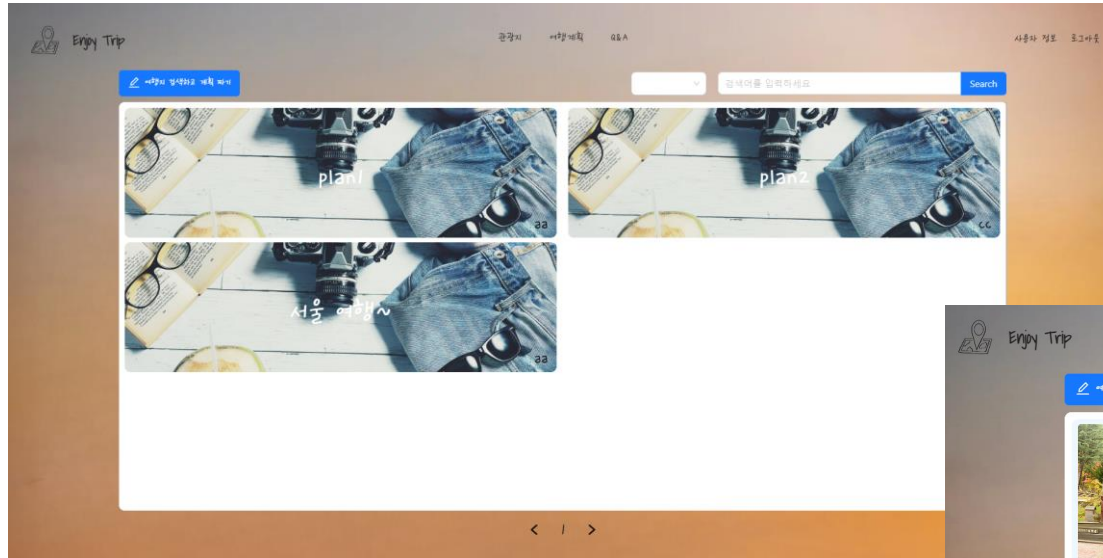 Enjoy Trip
관광지 여행계획 Q&A
사용자 정보 로그아웃
여행지 검색하고 계획 짜기
검색어를 입력하세요
Search
plan1
aa
plan2
cc
서울 여행~
aa
< 1 >
Enjoy Trip